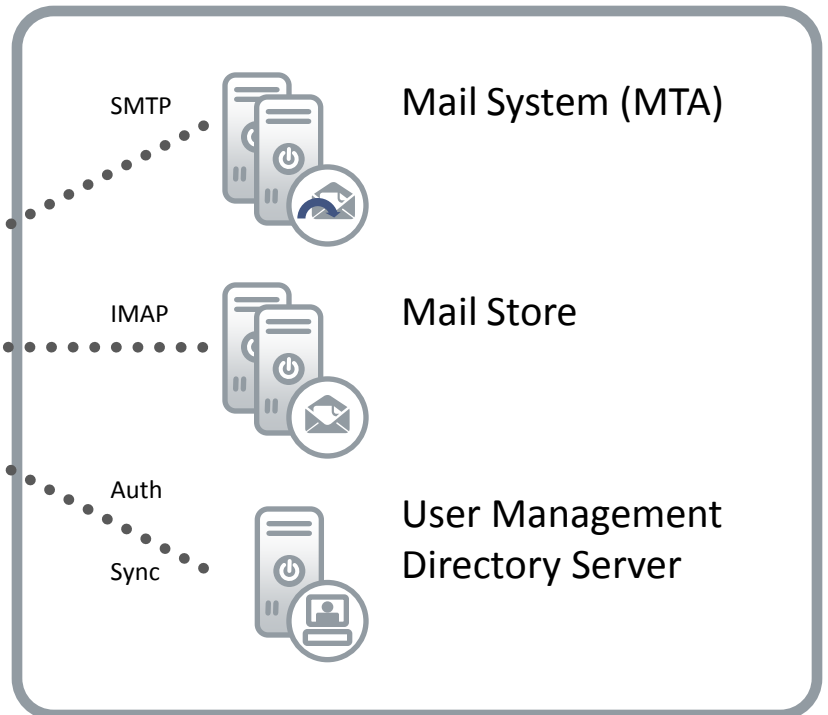 SMTP
Mail System (MTA)
IMAP
Mail Store
Auth
User Management
Directory Server
Sync